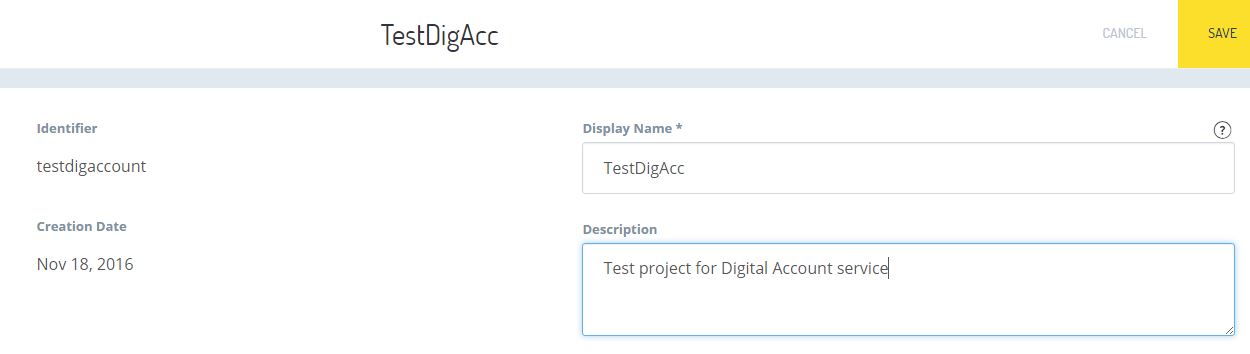 TestDigAcc
CANCEL
SAVE
Identifier
testdigaccount
Display Name *
?
TestDigAcc
Creation Date
Nov 18, 2016
Description
Test project for Digital Account service